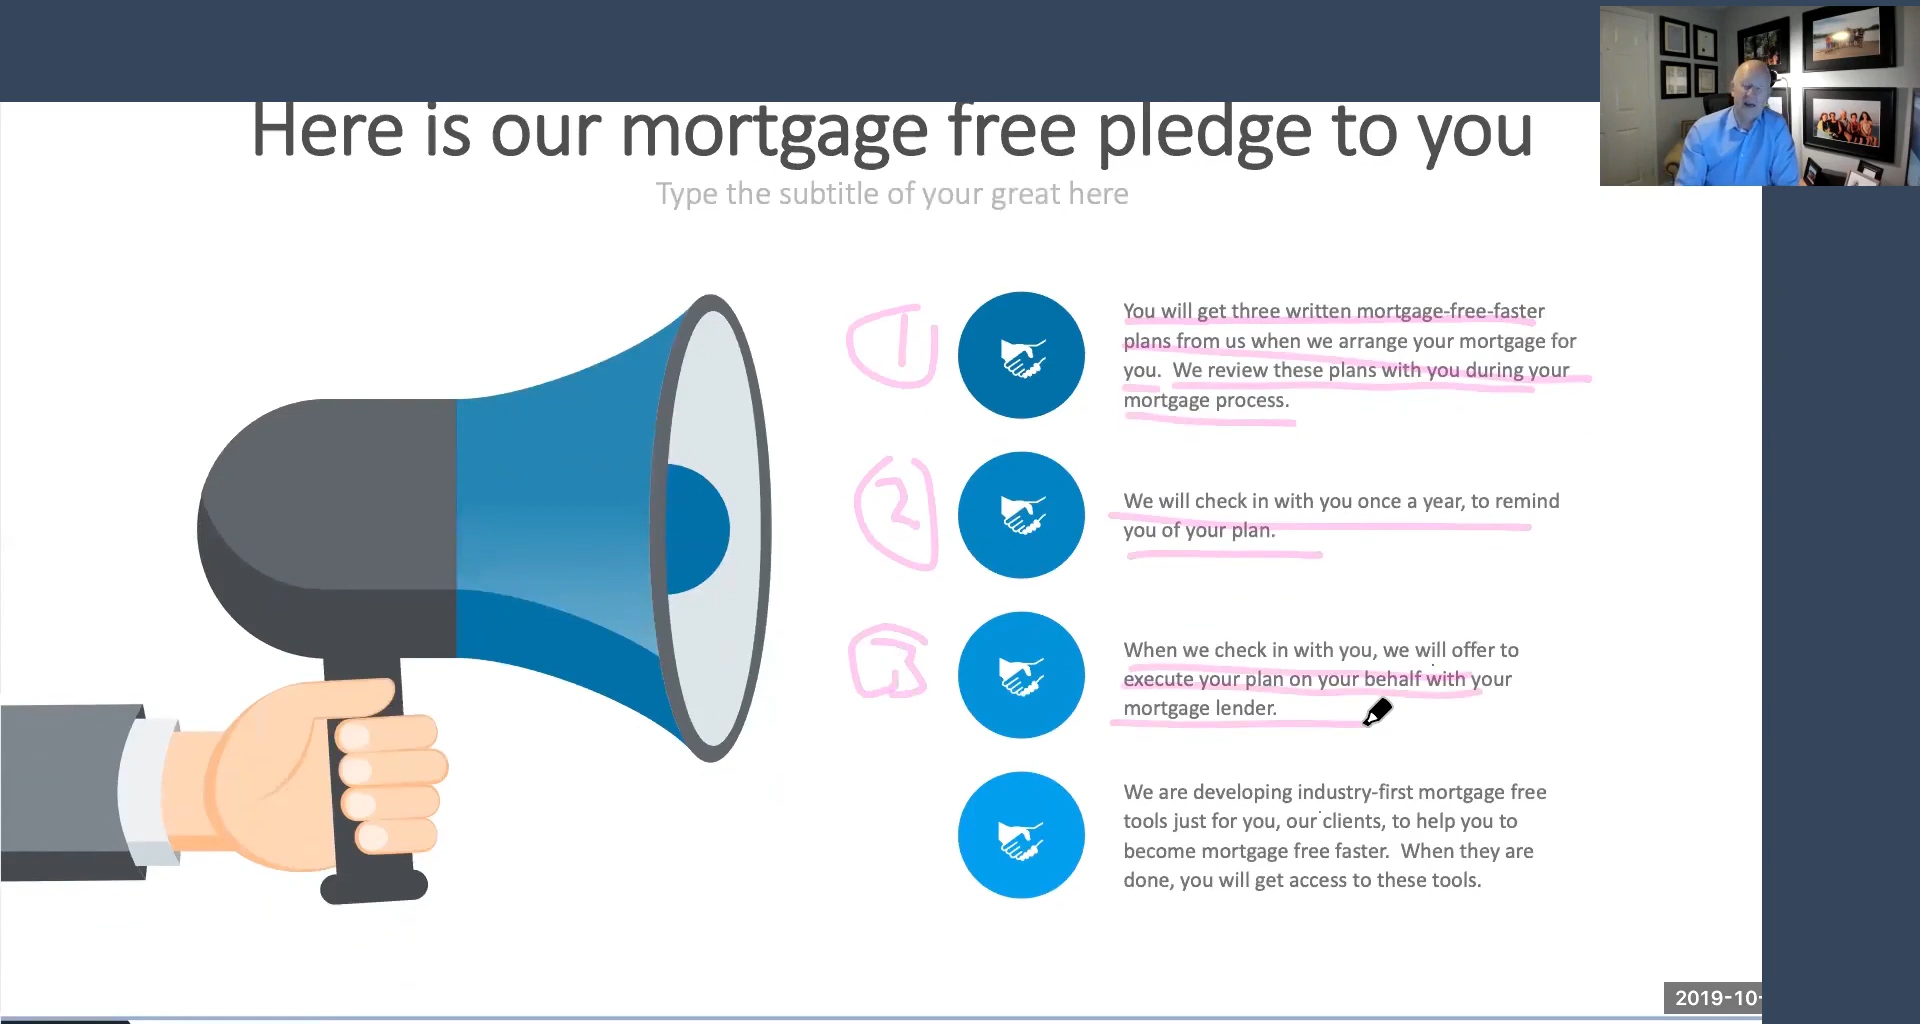 Here is our mortgage free pledge to you
Type the subtitle of your great here
1
You will get three written mortgage-free-faster
plans from us when we arrange your mortgage for
you.  We review these plans with you during your
mortgage process.
2
We will check in with you once a year, to remind
you of your plan.
3
When we check in with you, we will offer to
execute your plan on your behalf with your
mortgage lender.
We are developing industry-first mortgage free
tools just for you, our clients, to help you to
become mortgage free faster.  When they are
done, you will get access to these tools.
2019-10-